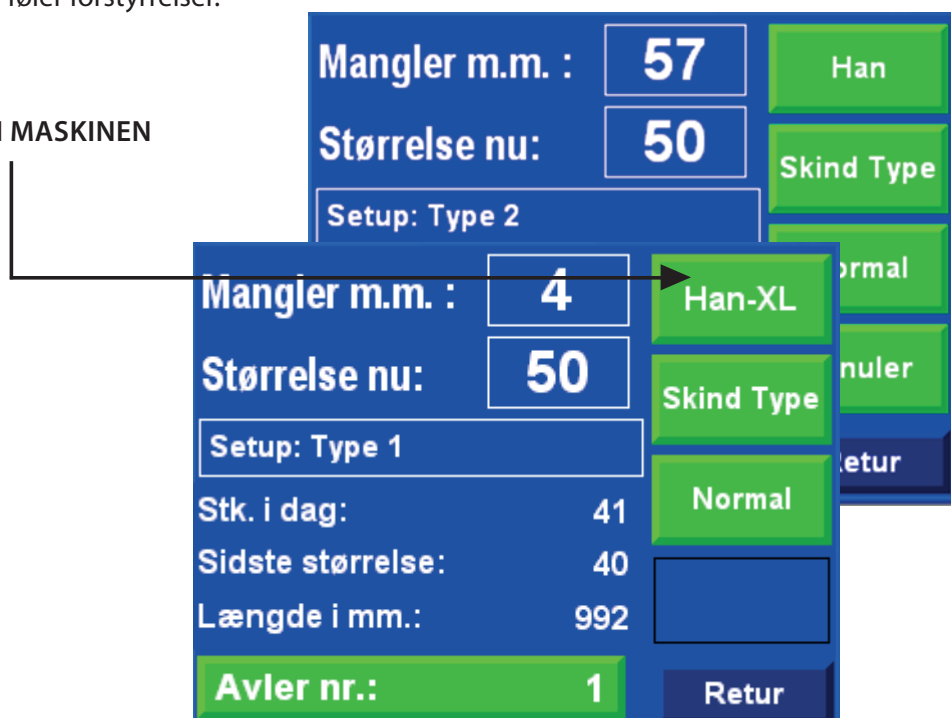 føler forstyrrelser.
MASKINEN
Mangler m.m. : 57
Han
Størrelse nu: 50
Skind Type
Setup: Type 2
Mangler m.m. : 4
Han-XL
Størrelse nu: 50
Skind Type
Setup: Type 1
Normal
Stk. i dag: 41
Sidste størrelse: 40
Længde i mm.: 992
Avler nr.: 1
Retur